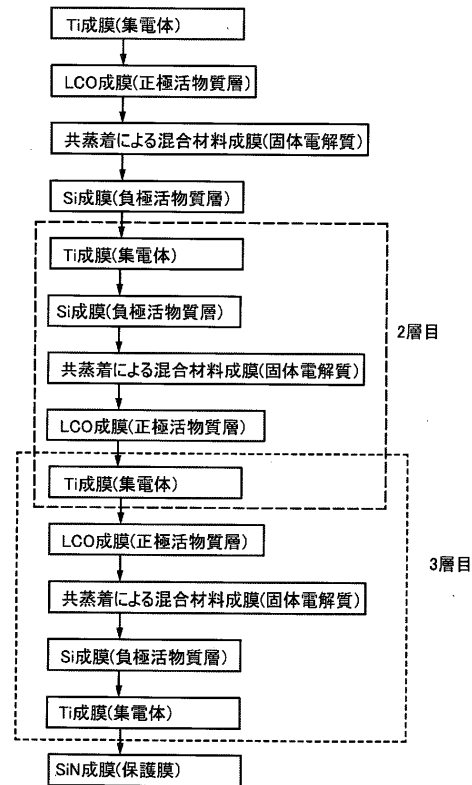 Ti成膜(集電体)
LCO成膜(正極活物質層)
共蒸着による混合材料成膜(固体電解質)
Si成膜(負極活物質層)
Ti成膜(集電体)
Si成膜(負極活物質層)
2層目
共蒸着による混合材料成膜(固体電解質)
LCO成膜(正極活物質層)
Ti成膜(集電体)
LCO成膜(正極活物質層)
3層目
共蒸着による混合材料成膜(固体電解質)
Si成膜(負極活物質層)
Ti成膜(集電体)
SiN成膜(保護膜)